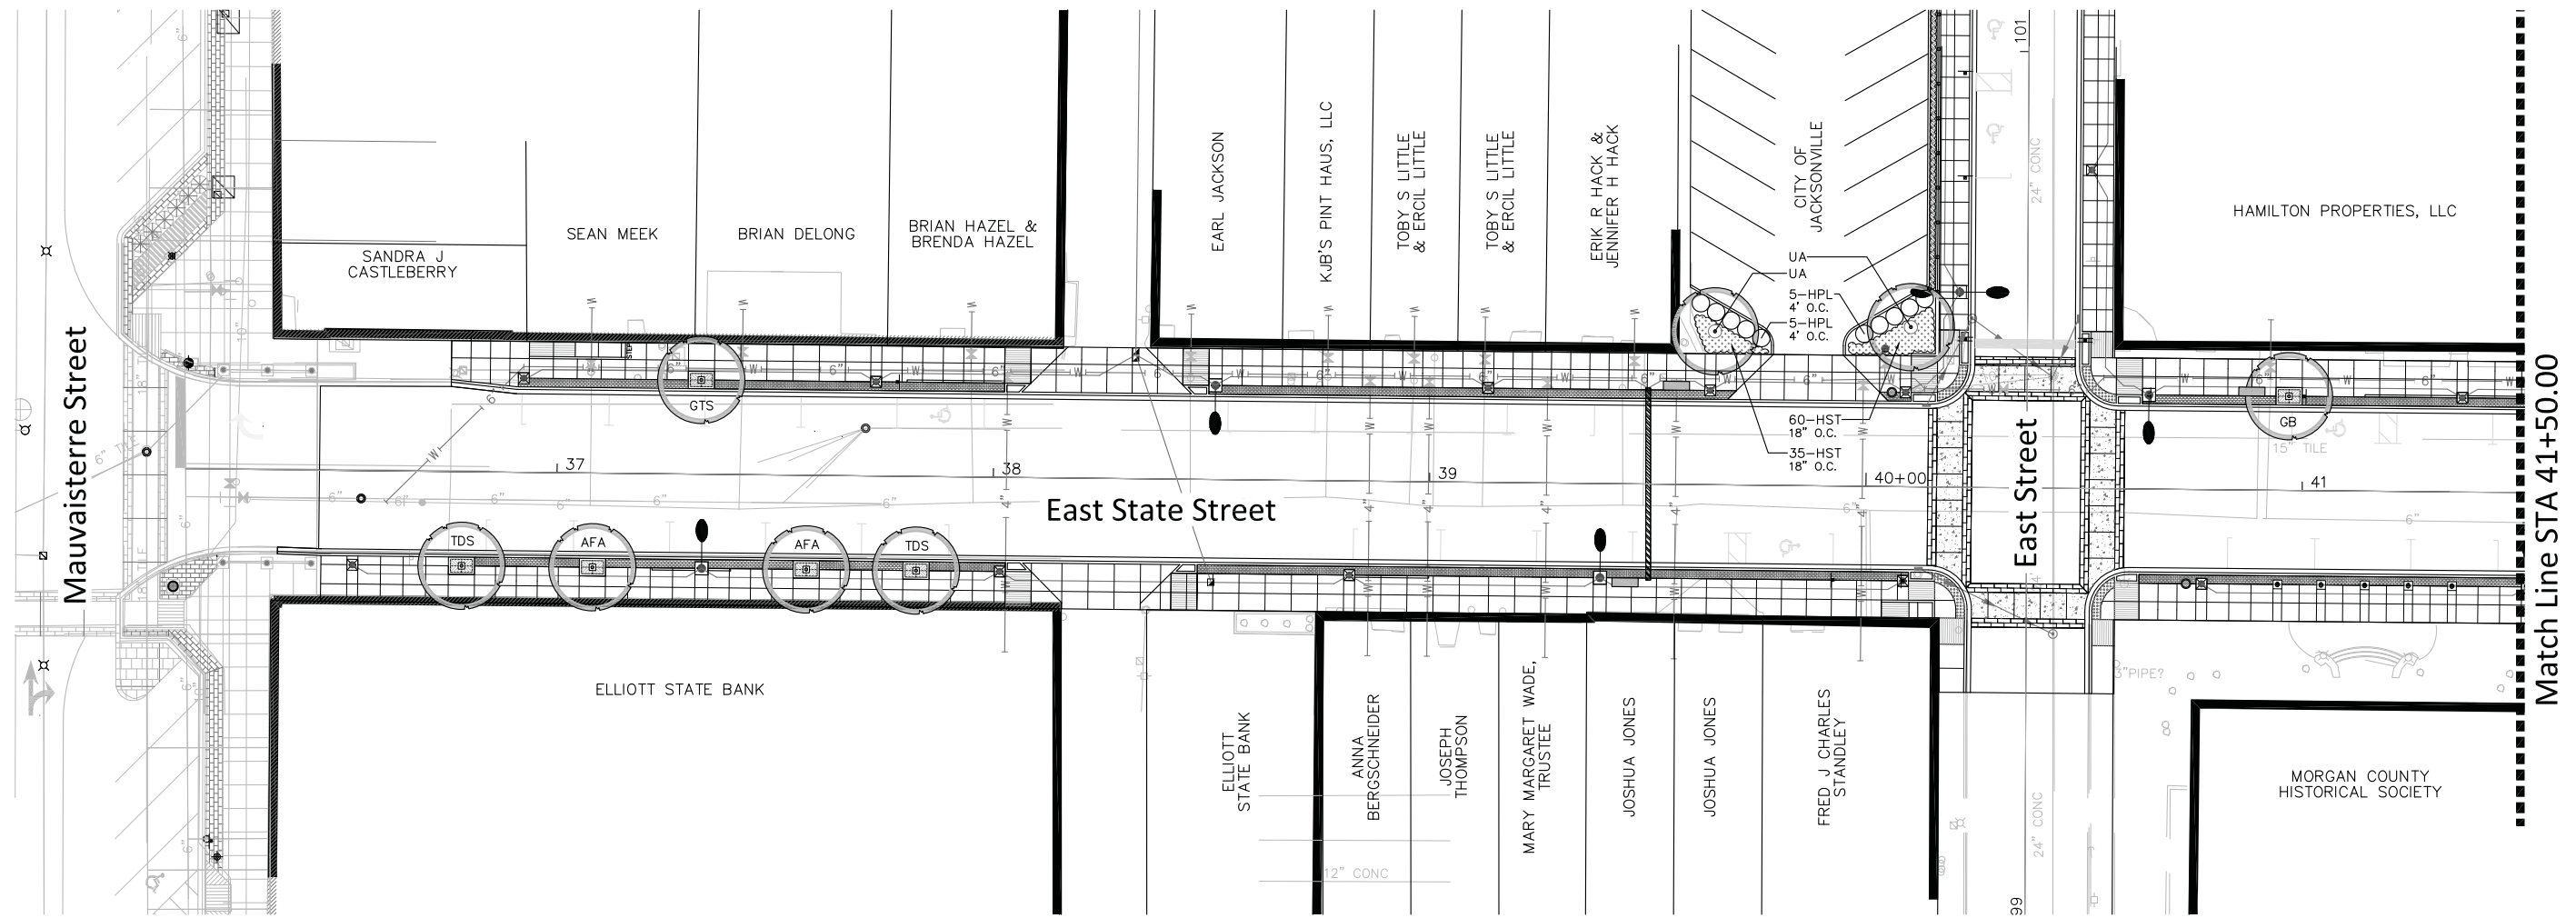 Mauvaisterre Street
SANDRA J
CASTLEBERRY
SEAN MEEK
BRIAN DELONG
BRIAN HAZEL &
BRENDA HAZEL
EARL JACKSON
KJB'S PINT HAUS, LLC
TOBY S LITTLE
& ERCIL LITTLE
TOBY S LITTLE
& ERCIL LITTLE
ERIK R HACK &
JENNIFER H HACK
CITY OF
JACKSONVILLE
UA
UA
5-HPL
4' O.C.
5-HPL
4' O.C.
60-HST
18" O.C.
35-HST
18" O.C.
101
24" CONC
HAMILTON PROPERTIES, LLC
GTS
GB
15" TILE
6" TILE
18"
10"
37
38
39
40+00
41
East State Street
East Street
TDS
AFA
AFA
TDS
ELLIOTT STATE BANK
ELLIOTT
STATE BANK
ANNA
BERGSCHNEIDER
JOSEPH
THOMPSON
MARY MARGARET WADE,
TRUSTEE
JOSHUA JONES
JOSHUA JONES
FRED J CHARLES
STANDLEY
12" CONC
24" CONC
99
3"PIPE?
MORGAN COUNTY
HISTORICAL SOCIETY
Match Line STA 41+50.00